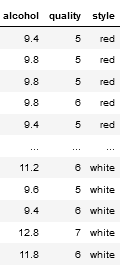 alcohol quality style
9.4 5 red
9.8 5 red
9.8 5 red
9.8 6 red
9.4 5 red
... ... ...
11.2 6 white
9.6 5 white
9.4 6 white
12.8 7 white
11.8 6 white